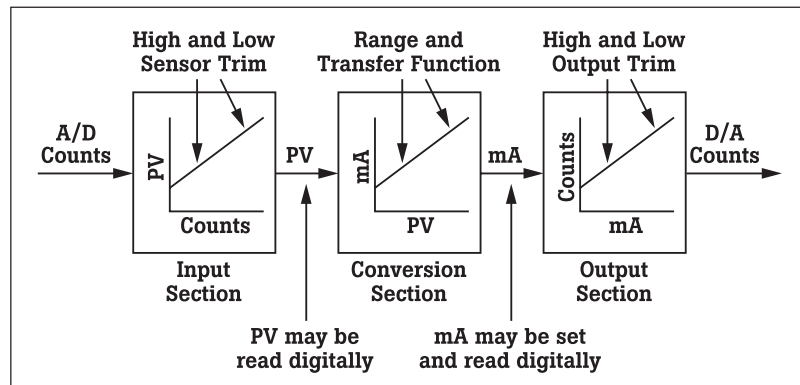 High and Low
Sensor Trim
Range and
Transfer Function
High and Low
Output Trim
A/D
Counts
PV
Counts
PV
mA
PV
mA
Counts
mA
D/A
Counts
Input
Section
Conversion
Section
Output
Section
PV may be
read digitally
mA may be set
and read digitally